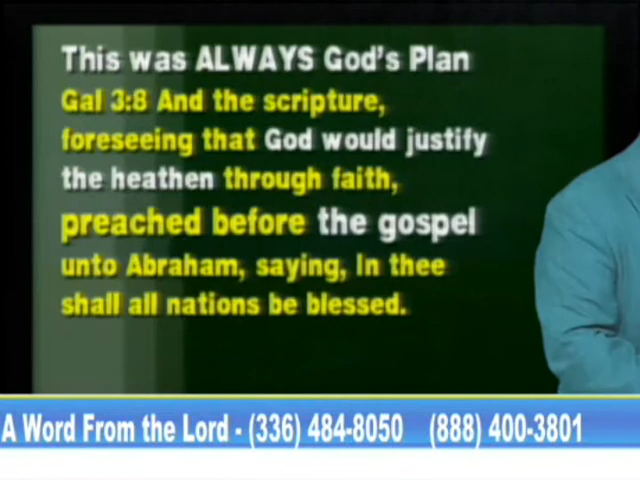 This was ALWAYS God's Plan
Gal 3:8 And the scripture,
foreseeing that God would justify
the heathen through faith,
preached before the gospel
unto Abraham, saying, In thee
shall all nations be blessed.
A Word From the Lord - (336) 484-8050 (888) 400-3801